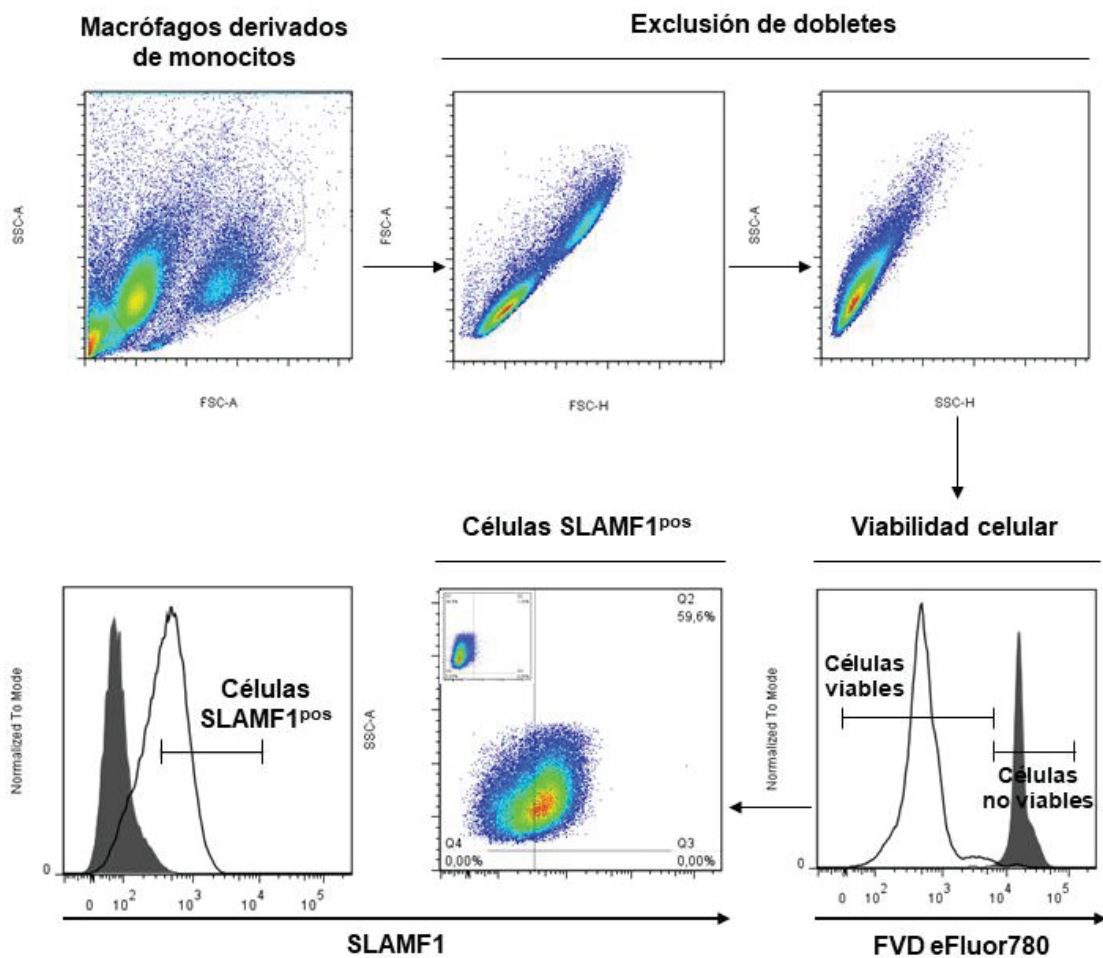 Macrófagos derivados
de monocitos
Exclusión de dobletes
SSC-A
FSC-A
FSC-A
FSC-H
SSC-A
SSC-H
Células SLAMF1pos
Viabilidad celular
Normalized To Mode
Células
SLAMF1pos
0
0 10² 10³ 10⁴ 10⁵
SSC-A
Q2
59,6%
Q4
0,00%
Q3
0,00%
Normalized To Mode
Células
viables
Células
no viables
0
0 10² 10³ 10⁴ 10⁵
SLAMF1
FVD eFluor780